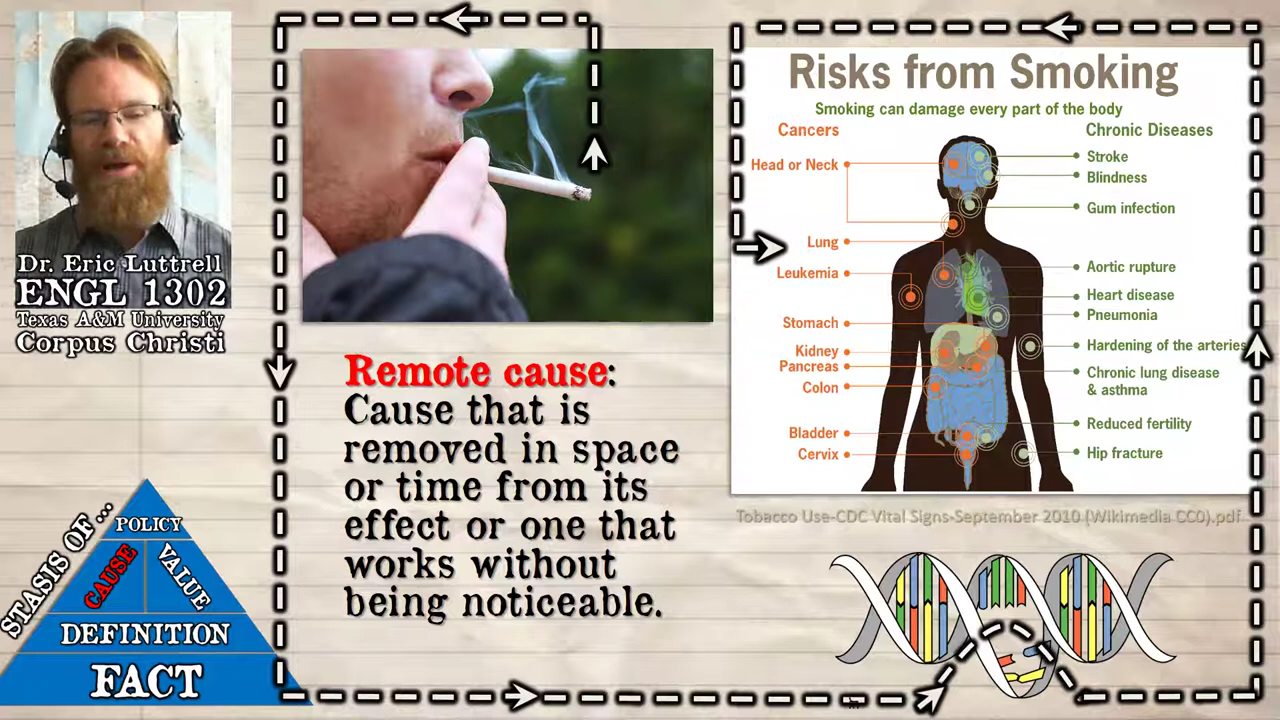 Dr. Eric Luttrell
ENGL 1302
Texas A&M University
Corpus Christi
STASIS OF ...
POLICY
CAUSE
VALUE
DEFINITION
FACT
Remote cause:
Cause that is
removed in space
or time from its
effect or one that
works without
being noticeable.
Risks from Smoking
Smoking can damage every part of the body
Cancers
Head or Neck
Lung
Leukemia
Stomach
Kidney
Pancreas
Colon
Bladder
Cervix
Chronic Diseases
Stroke
Blindness
Gum infection
Aortic rupture
Heart disease
Pneumonia
Hardening of the arteries
Chronic lung disease
& asthma
Reduced fertility
Hip fracture
Tobacco Use-CDC Vital Signs-September 2010 (Wikimedia CC0).pdf